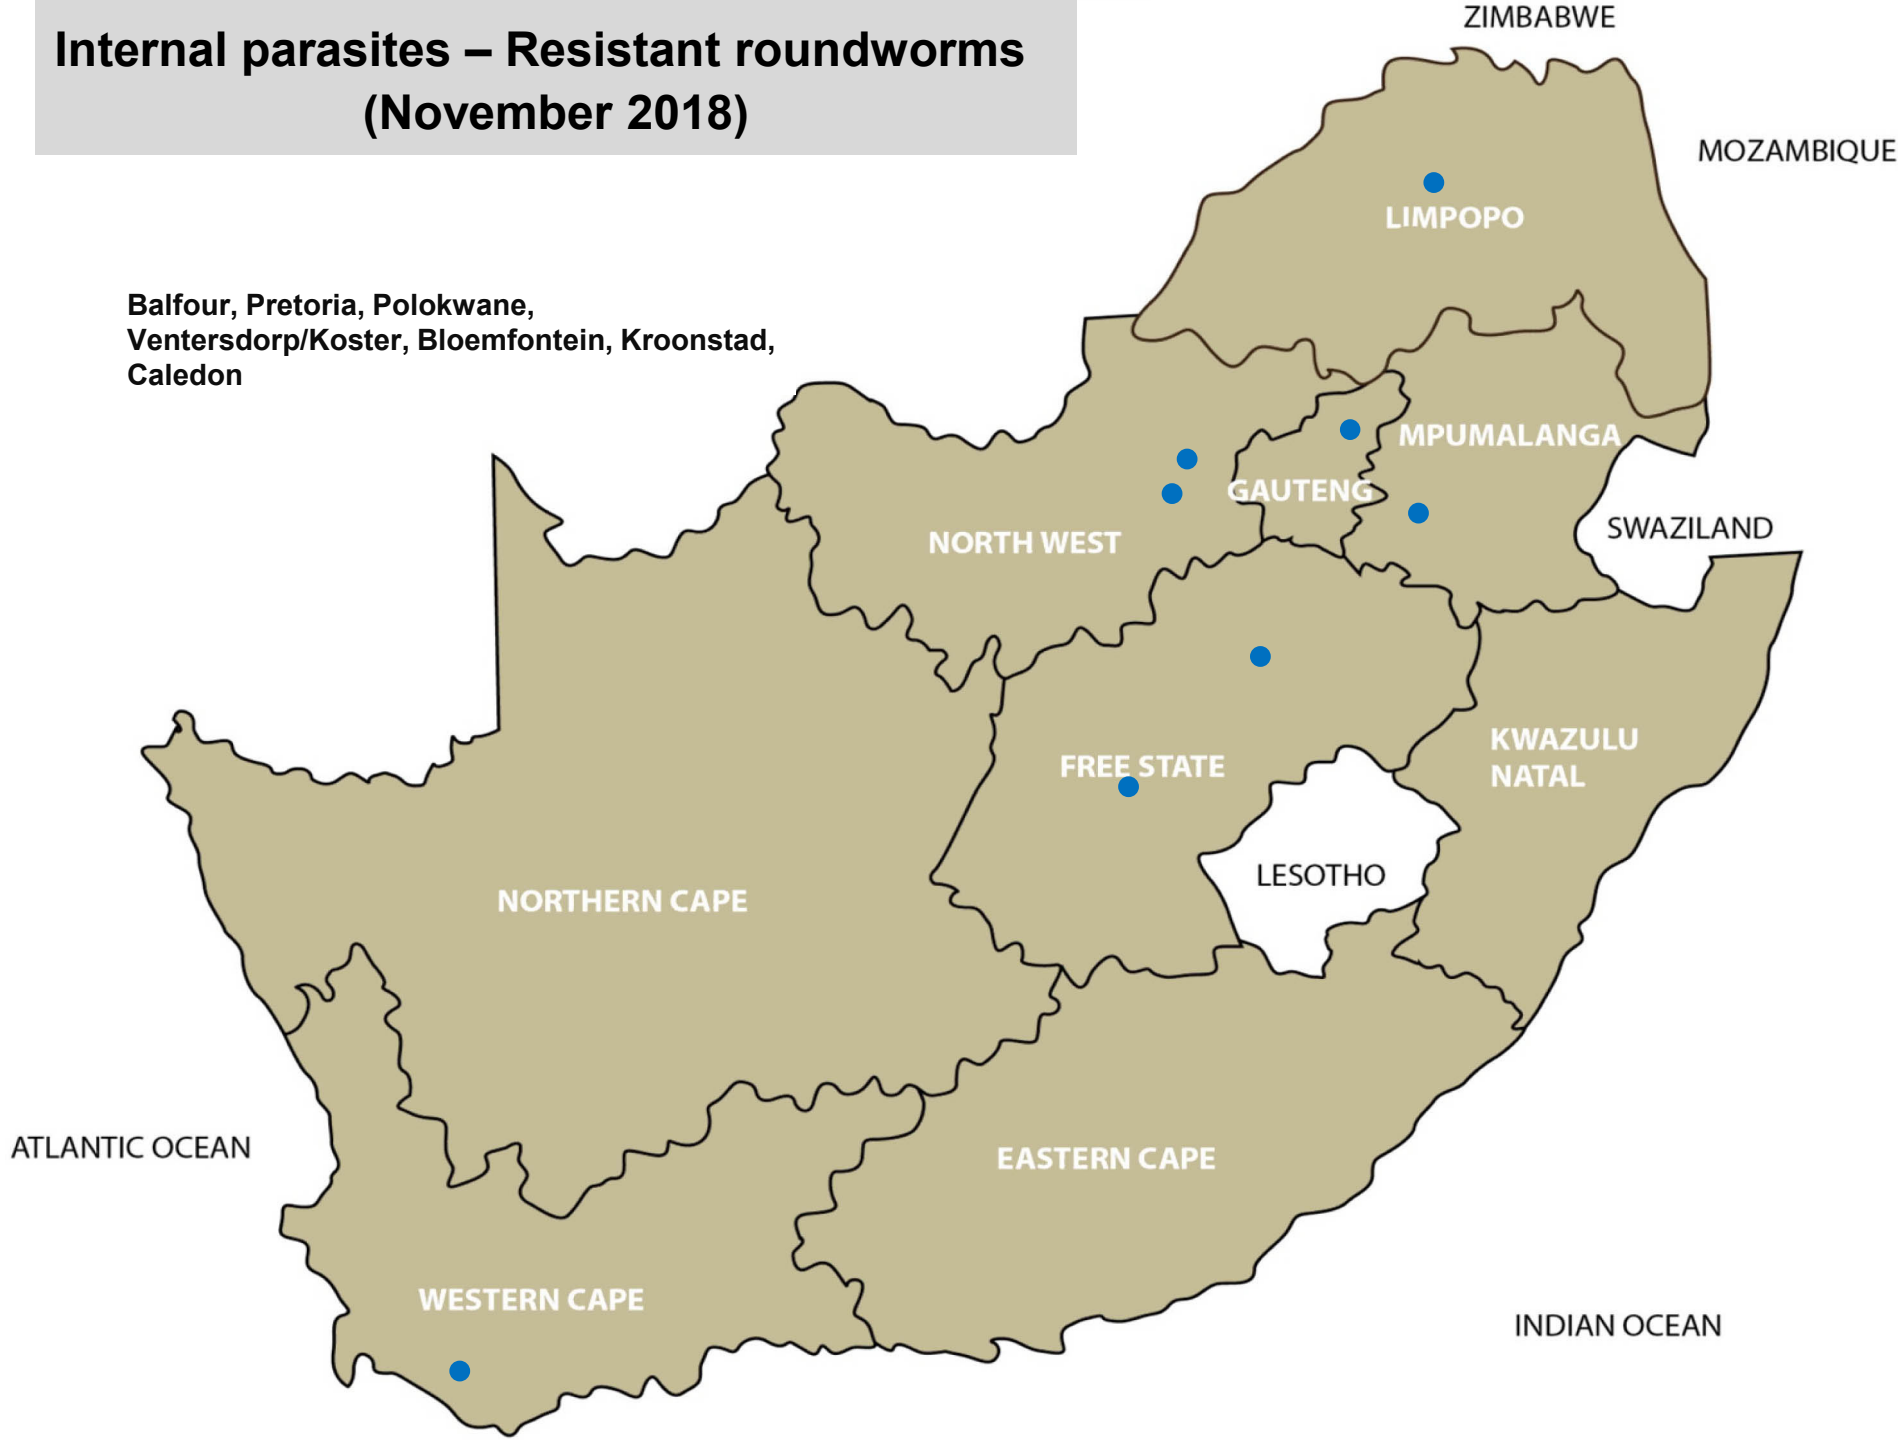 Internal parasites – Resistant roundworms
(November 2018)
Balfour, Pretoria, Polokwane,
Ventersdorp/Koster, Bloemfontein, Kroonstad,
Caledon
ZIMBABWE
MOZAMBIQUE
LIMPOPO
MPUMALANGA
GAUTENG
SWAZILAND
NORTH WEST
KWAZULU
NATAL
FREE STATE
LESOTHO
NORTHERN CAPE
ATLANTIC OCEAN
EASTERN CAPE
WESTERN CAPE
INDIAN OCEAN